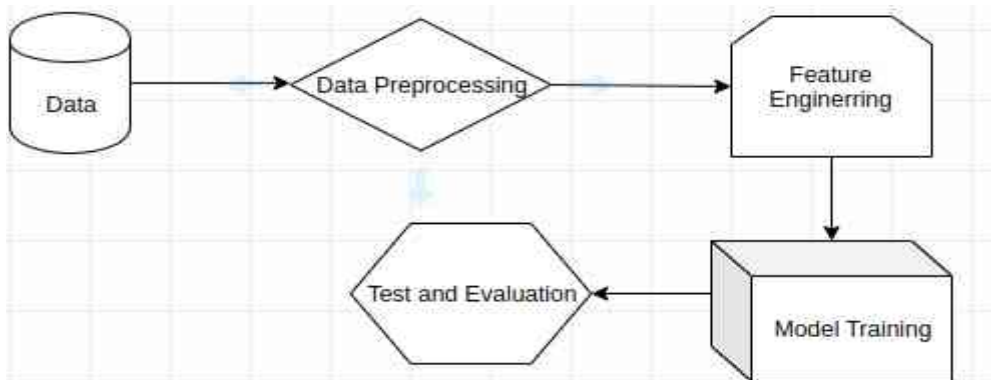 Data
Data Preprocessing
Feature
Enginerring
Test and Evaluation
Model Training